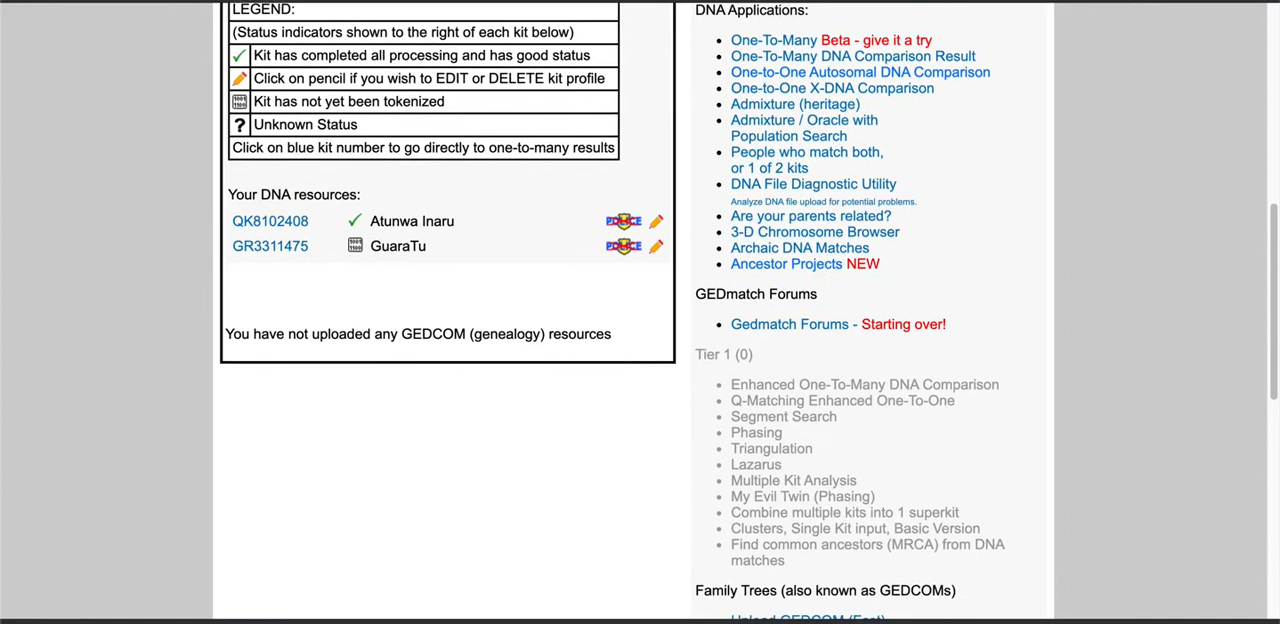 LEGEND:
(Status indicators shown to the right of each kit below)
Kit has completed all processing and has good status
Click on pencil if you wish to EDIT or DELETE kit profile
Kit has not yet been tokenized
? Unknown Status
Click on blue kit number to go directly to one-to-many results
Your DNA resources:
QK8102408 Atunwa Inaru POLICE
GR3311475 GuaraTu POLICE
You have not uploaded any GEDCOM (genealogy) resources
DNA Applications:
One-To-Many Beta - give it a try
One-To-Many DNA Comparison Result
One-to-One Autosomal DNA Comparison
One-to-One X-DNA Comparison
Admixture (heritage)
Admixture / Oracle with
Population Search
People who match both,
or 1 of 2 kits
DNA File Diagnostic Utility
Analyze DNA file upload for potential problems.
Are your parents related?
3-D Chromosome Browser
Archaic DNA Matches
Ancestor Projects NEW
GEDmatch Forums
Gedmatch Forums - Starting over!
Tier 1 (0)
Enhanced One-To-Many DNA Comparison
Q-Matching Enhanced One-To-One
Segment Search
Phasing
Triangulation
Lazarus
Multiple Kit Analysis
My Evil Twin (Phasing)
Combine multiple kits into 1 superkit
Clusters, Single Kit input, Basic Version
Find common ancestors (MRCA) from DNA
matches
Family Trees (also known as GEDCOMs)
Upload GEDCOM (Fast)